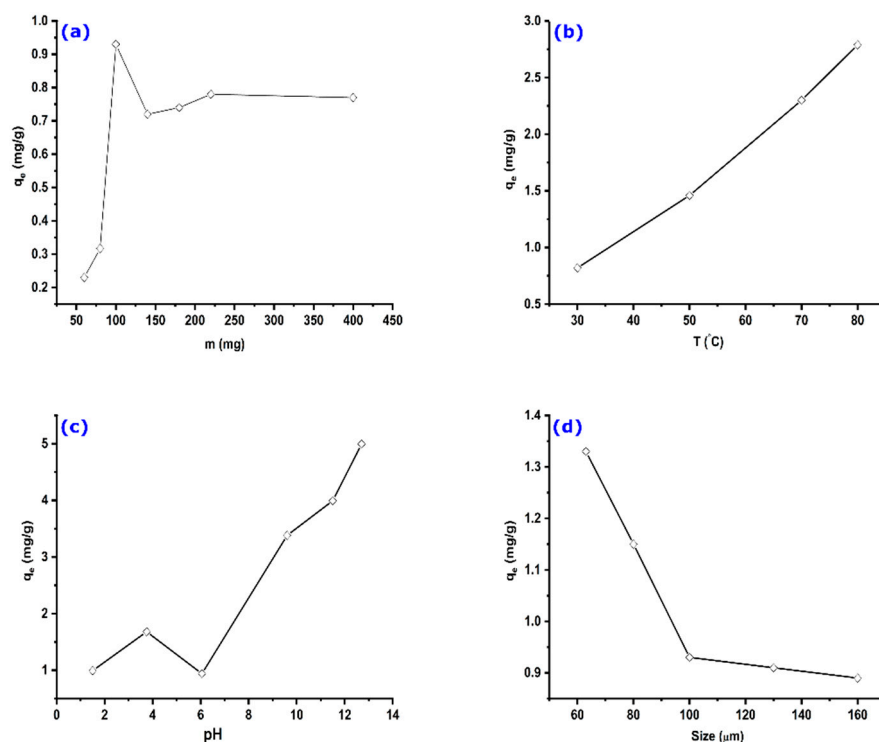 (a)
1.0
0.9
0.8
0.7
0.6
0.5
0.4
0.3
0.2
qe (mg/g)
50 100 150 200 250 300 350 400 450
m (mg)
(b)
3.0
2.5
2.0
1.5
1.0
0.5
qe (mg/g)
30 40 50 60 70 80
T (°C)
(c)
5
4
3
2
1
qe (mg/g)
0 2 4 6 8 10 12 14
pH
(d)
1.4
1.3
1.2
1.1
1.0
0.9
qe (mg/g)
60 80 100 120 140 160
Size (μm)